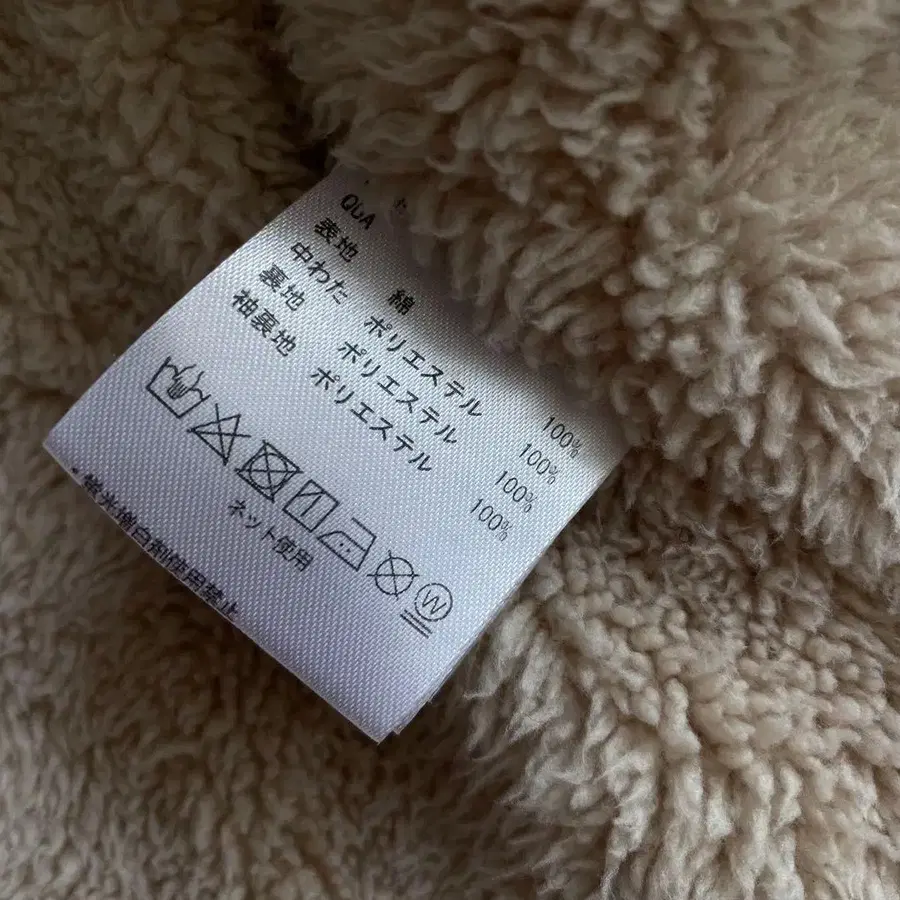 QUA
表地 綿 100%
中わた ポリエステル 100%
裏地 ポリエステル 100%
袖裏地 ポリエステル 100%
W
ネット使用
蛍光増白剤使用禁止